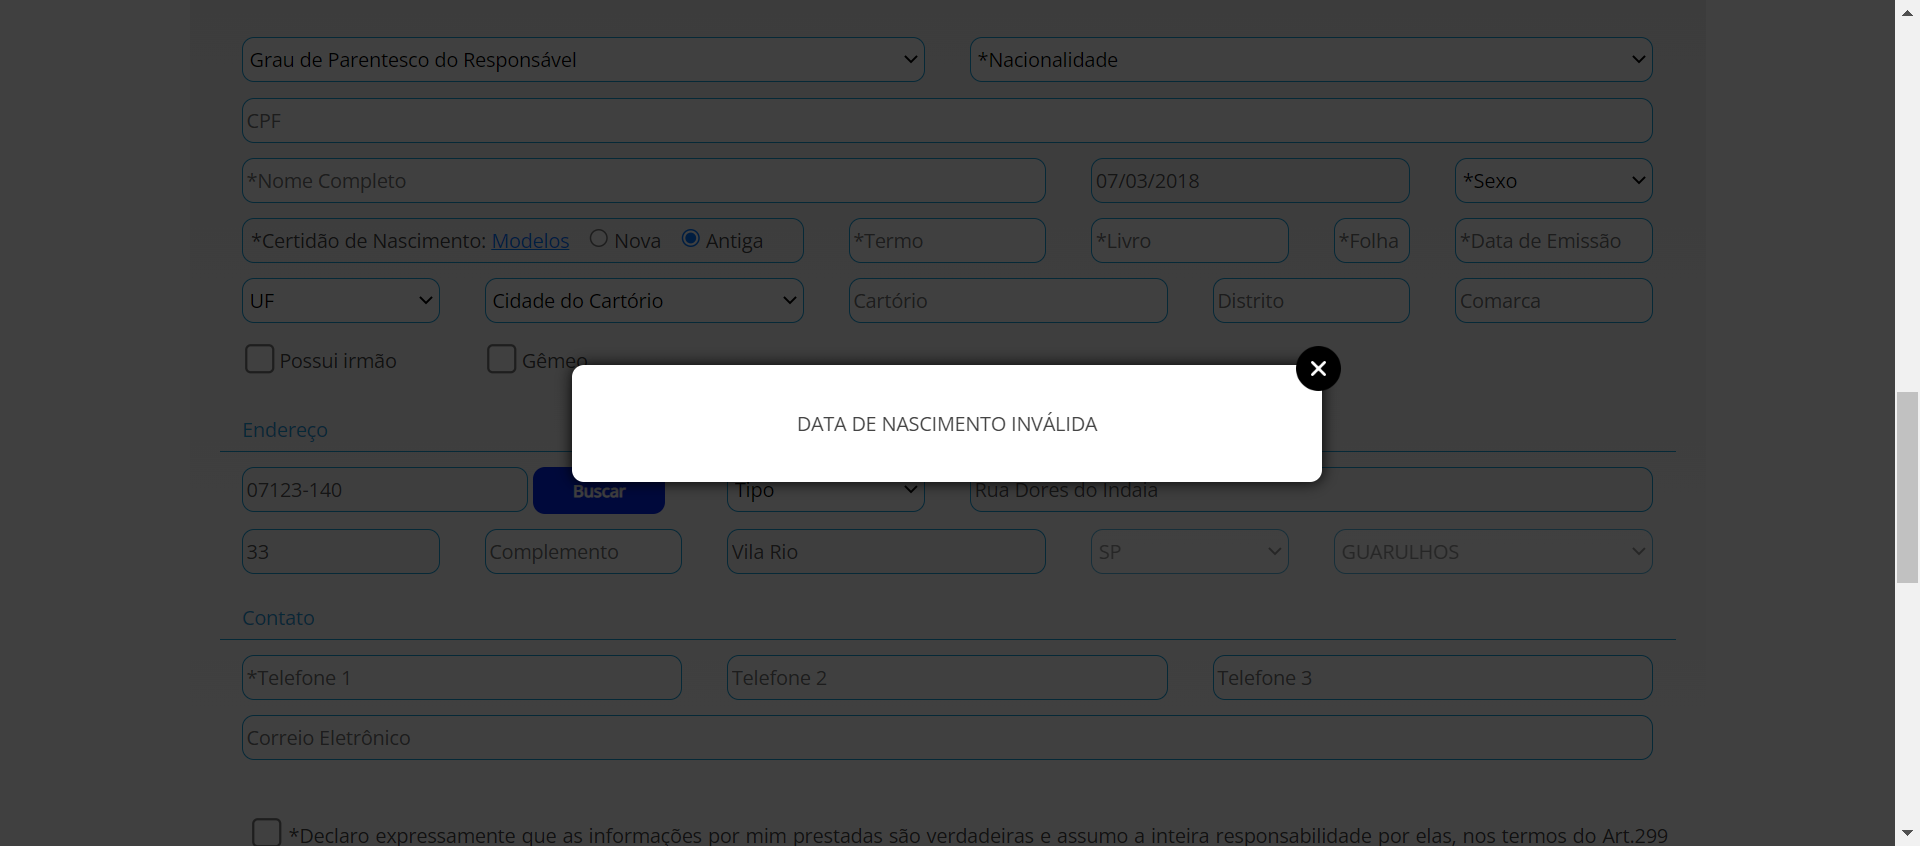 Grau de Parentesco do Responsável *Nacionalidade
CPF
*Nome Completo 07/03/2018 *Sexo
*Certidão de Nascimento: Modelos Nova Antiga *Termo *Livro *Folha *Data de Emissão
UF Cidade do Cartório Cartório Distrito Comarca
Possui irmão Gêmeo
DATA DE NASCIMENTO INVÁLIDA
Endereço
07123-140 Buscar Tipo Rua Dores do Indaiá
33 Complemento Vila Rio SP GUARULHOS
Contato
*Telefone 1 Telefone 2 Telefone 3
Correio Eletrônico
*Declaro expressamente que as informações por mim prestadas são verdadeiras e assumo a inteira responsabilidade por elas, nos termos do Art.299